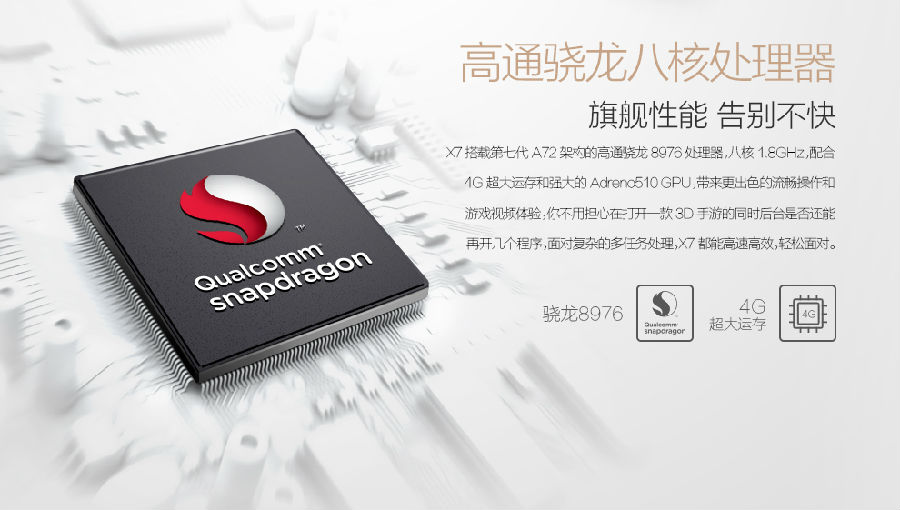 高通骁龙八核处理器
旗舰性能 告别不快
X7搭载第七代 A72 架构的高通骁龙 8976 处理器,八核 1.8GHz,配合
4G 超大运存和强大的 Adreno510 GPU,带来更出色的流畅操作和
游戏视频体验,你不用担心在打开一款 3D 手游的同时后台是否还能
再开几个程序,面对复杂的多任务处理,X7 都能高速高效,轻松面对。
Qualcomm™
snapdragon
骁龙8976
Qualcomm
snapdragon
4G
超大运存
4G